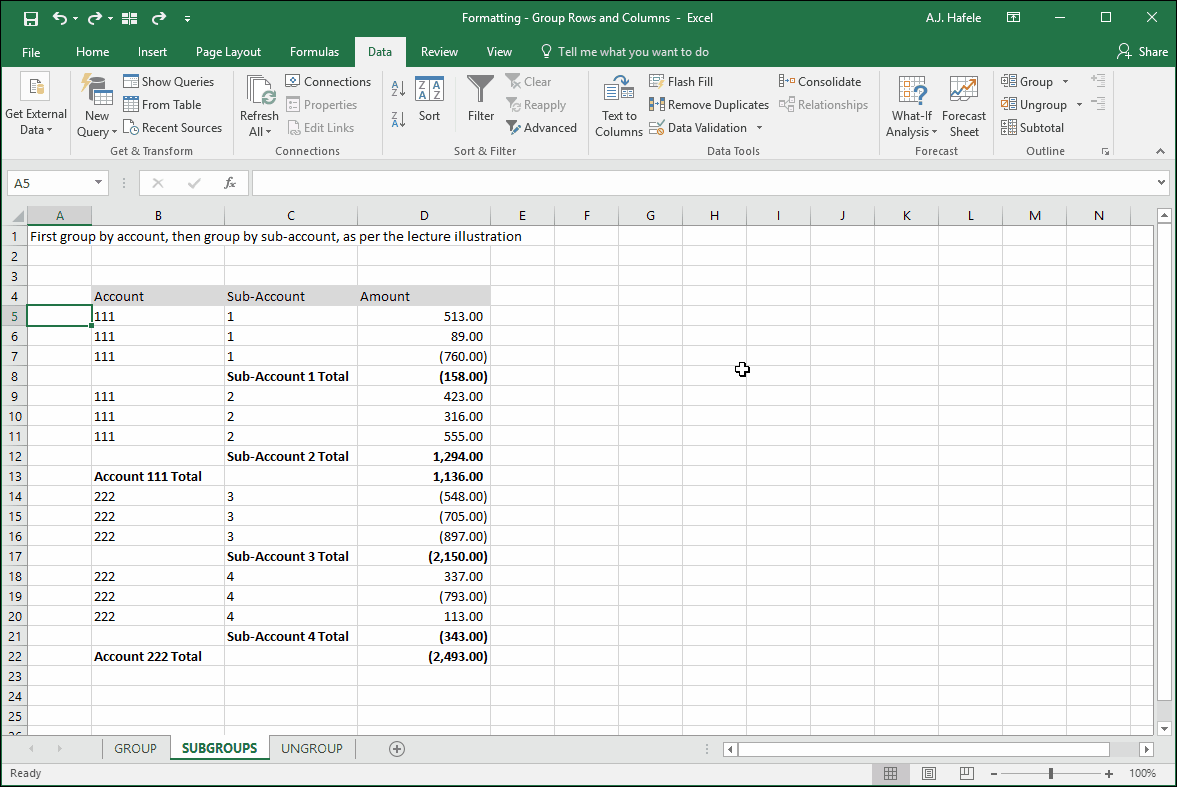 Formatting - Group Rows and Columns - Excel
A.J. Hafele
File Home Insert Page Layout Formulas Data Review View Tell me what you want to do Share
Get External Data
New Query
Show Queries
From Table
Recent Sources
Get & Transform
Refresh All
Connections
Properties
Edit Links
Connections
A Z
Z A
Z A A Z
Sort
Filter
Clear
Reapply
Advanced
Sort & Filter
Text to Columns
Flash Fill
Remove Duplicates
Data Validation
Consolidate
Relationships
Data Tools
What-If Analysis
Forecast Sheet
Forecast
Group
Ungroup
Subtotal
Outline
A5 fx
A B C D E F G H I J K L M N
1 First group by account, then group by sub-account, as per the lecture illustration
2
3
4 Account Sub-Account Amount
5 111 1 513.00
6 111 1 89.00
7 111 1 (760.00)
8 Sub-Account 1 Total (158.00)
9 111 2 423.00
10 111 2 316.00
11 111 2 555.00
12 Sub-Account 2 Total 1,294.00
13 Account 111 Total 1,136.00
14 222 3 (548.00)
15 222 3 (705.00)
16 222 3 (897.00)
17 Sub-Account 3 Total (2,150.00)
18 222 4 337.00
19 222 4 (793.00)
20 222 4 113.00
21 Sub-Account 4 Total (343.00)
22 Account 222 Total (2,493.00)
23
24
25
GROUP SUBGROUPS UNGROUP
Ready 100%